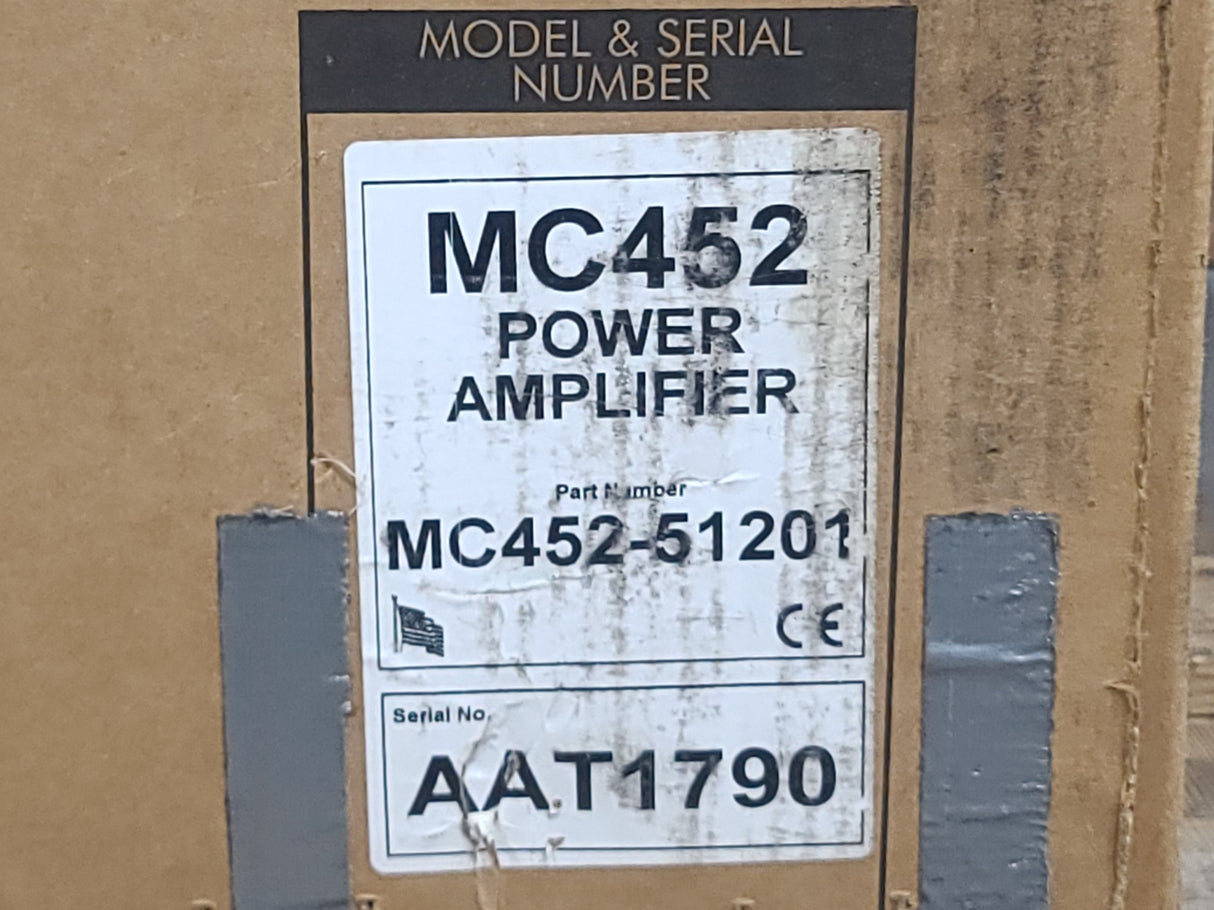 MODEL & SERIAL
NUMBER
MC452
POWER
AMPLIFIER
Part Number
MC452-51201
CE
Serial No.
AAT1790